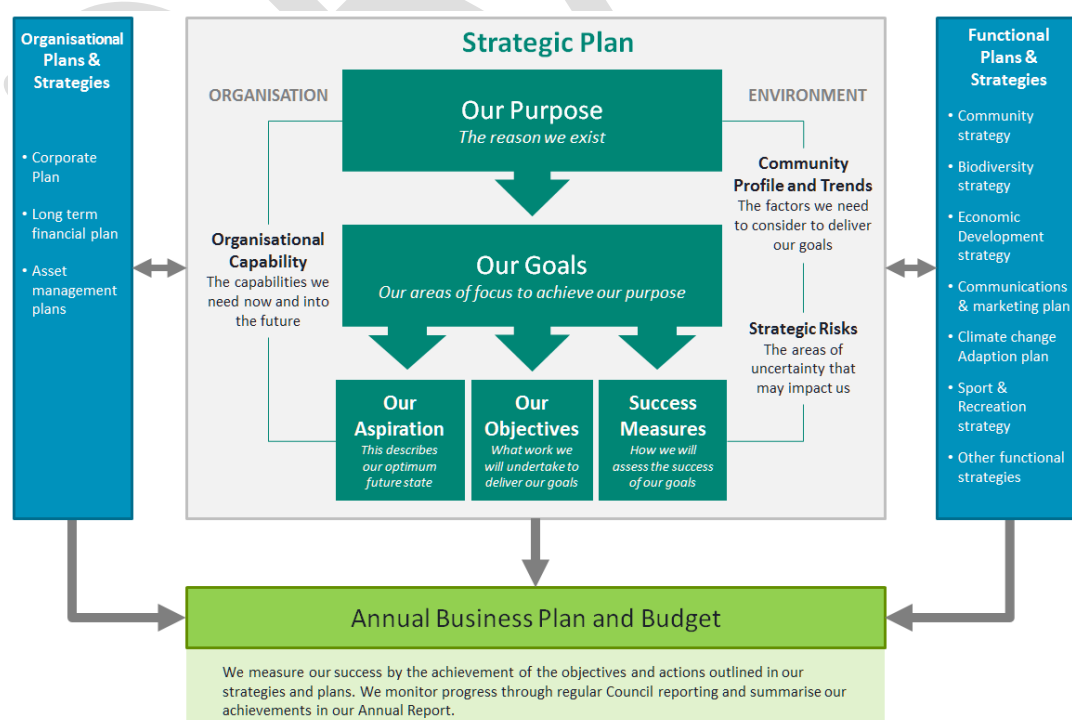 Organisational
Plans &
Strategies
• Corporate
Plan
• Long term
financial plan
• Asset
management
plans
Strategic Plan
ORGANISATION
ENVIRONMENT
Our Purpose
The reason we exist
Organisational
Capability
The capabilities we
need now and into
the future
Our Goals
Our areas of focus to achieve our purpose
Community
Profile and Trends
The factors we need
to consider to deliver
our goals
Strategic Risks
The areas of
uncertainty that
may impact us
Our
Aspiration
This describes
our optimum
future state
Our
Objectives
What work we
will undertake to
deliver our goals
Success
Measures
How we will
assess the success
of our goals
Functional
Plans &
Strategies
• Community
strategy
• Biodiversity
strategy
• Economic
Development
strategy
• Communications
& marketing plan
• Climate change
Adaption plan
• Sport &
Recreation
strategy
• Other functional
strategies
Annual Business Plan and Budget
We measure our success by the achievement of the objectives and actions outlined in our
strategies and plans. We monitor progress through regular Council reporting and summarise our
achievements in our Annual Report.